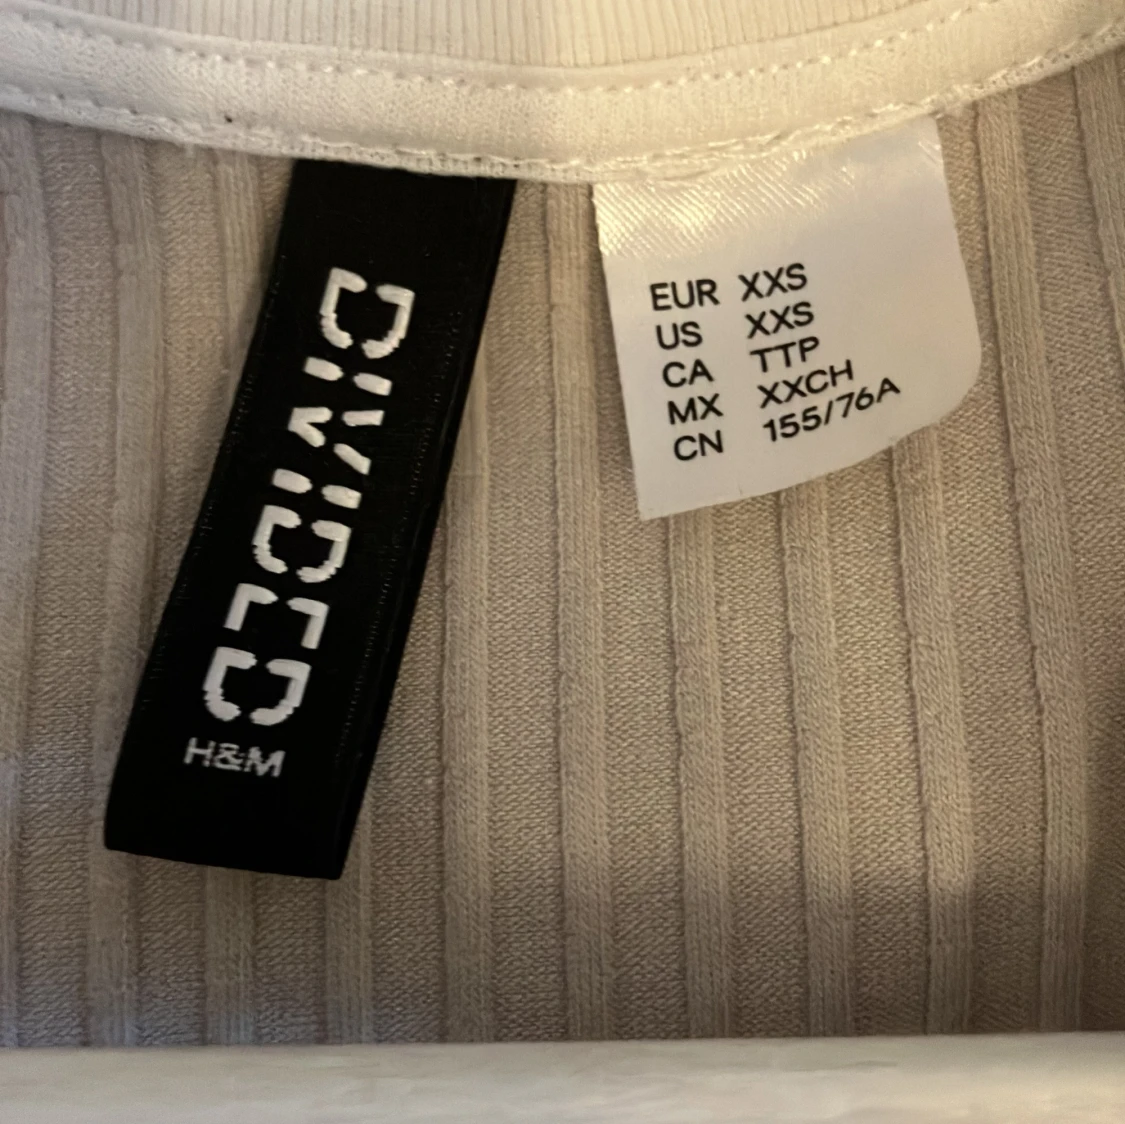 DIVIDED
H&M
EUR XXS
US XXS
CA TTP
MX XXCH
CN 155/76A